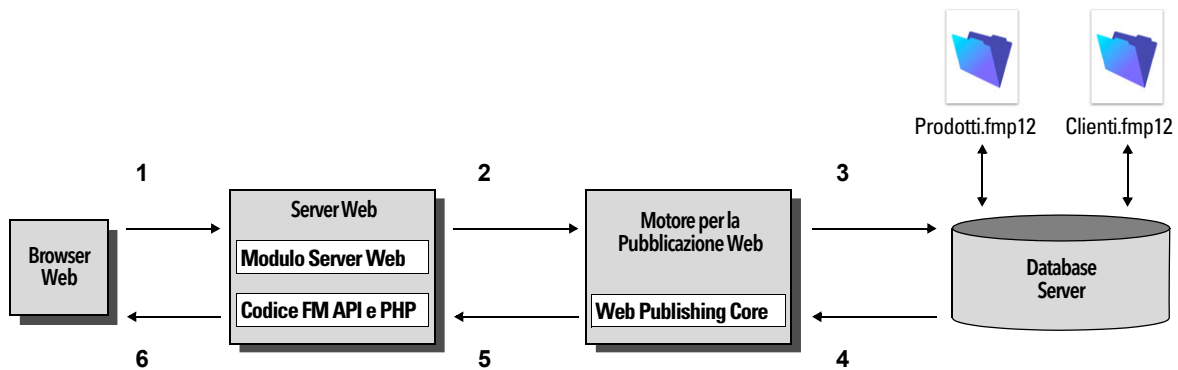 Prodotti.fmp12
Clienti.fmp12
1
2
3
Browser
Web
Server Web
Modulo Server Web
Codice FM API e PHP
Motore per la
Pubblicazione Web
Web Publishing Core
Database
Server
6
5
4